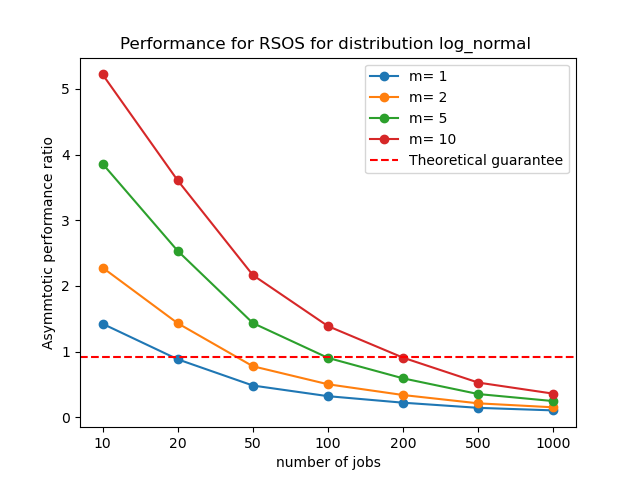 Performance for RSOS for distribution log_normal
Asymmtotic performance ratio
5
4
3
2
1
0
m= 1
m= 2
m= 5
m= 10
Theoretical guarantee
10 20 50 100 200 500 1000
number of jobs